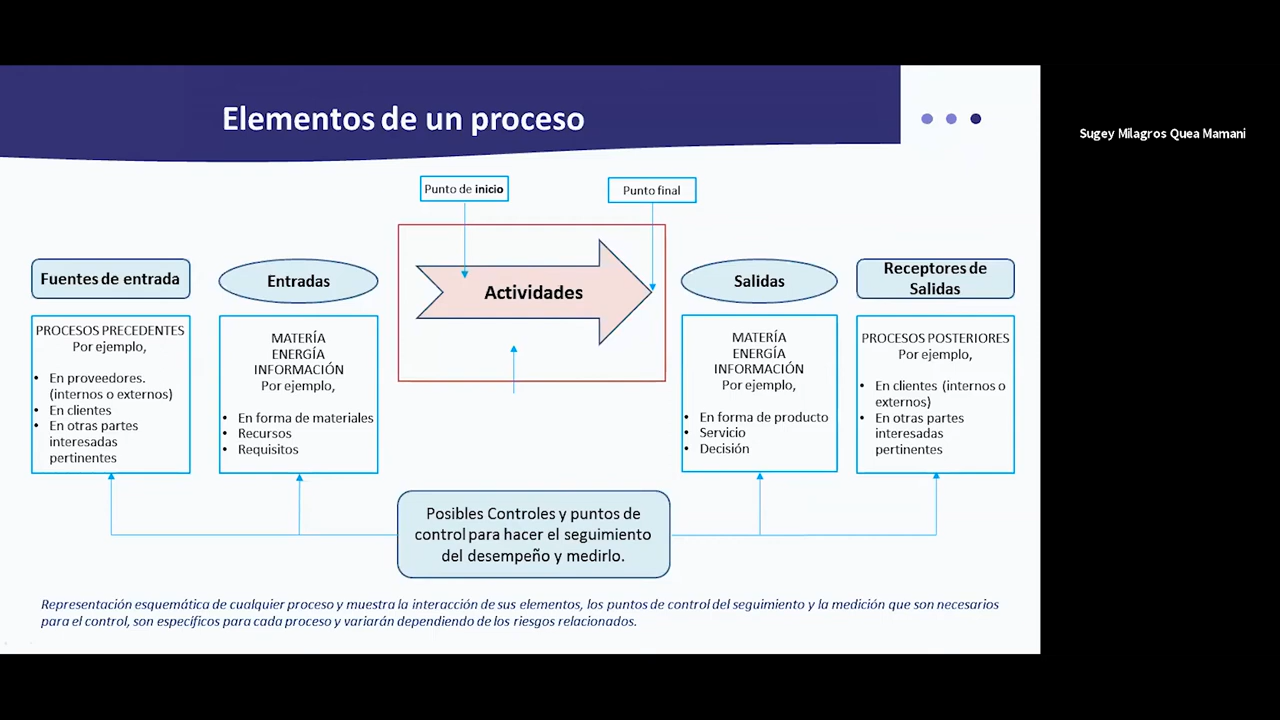 Elementos de un proceso
Sugey Milagros Quea Mamani
Punto de inicio
Punto final
Fuentes de entrada
Entradas
Actividades
Salidas
Receptores de
Salidas
PROCESOS PRECEDENTES
Por ejemplo,
• En proveedores.
(internos o externos)
• En clientes
• En otras partes
interesadas
pertinentes
MATERÍA
ENERGÍA
INFORMACIÓN
Por ejemplo,
• En forma de materiales
• Recursos
• Requisitos
MATERÍA
ENERGÍA
INFORMACIÓN
Por ejemplo,
• En forma de producto
• Servicio
• Decisión
PROCESOS POSTERIORES
Por ejemplo,
• En clientes (internos o
externos)
• En otras partes
interesadas
pertinentes
Posibles Controles y puntos de
control para hacer el seguimiento
del desempeño y medirlo.
Representación esquemática de cualquier proceso y muestra la interacción de sus elementos, los puntos de control del seguimiento y la medición que son necesarios
para el control, son específicos para cada proceso y variarán dependiendo de los riesgos relacionados.